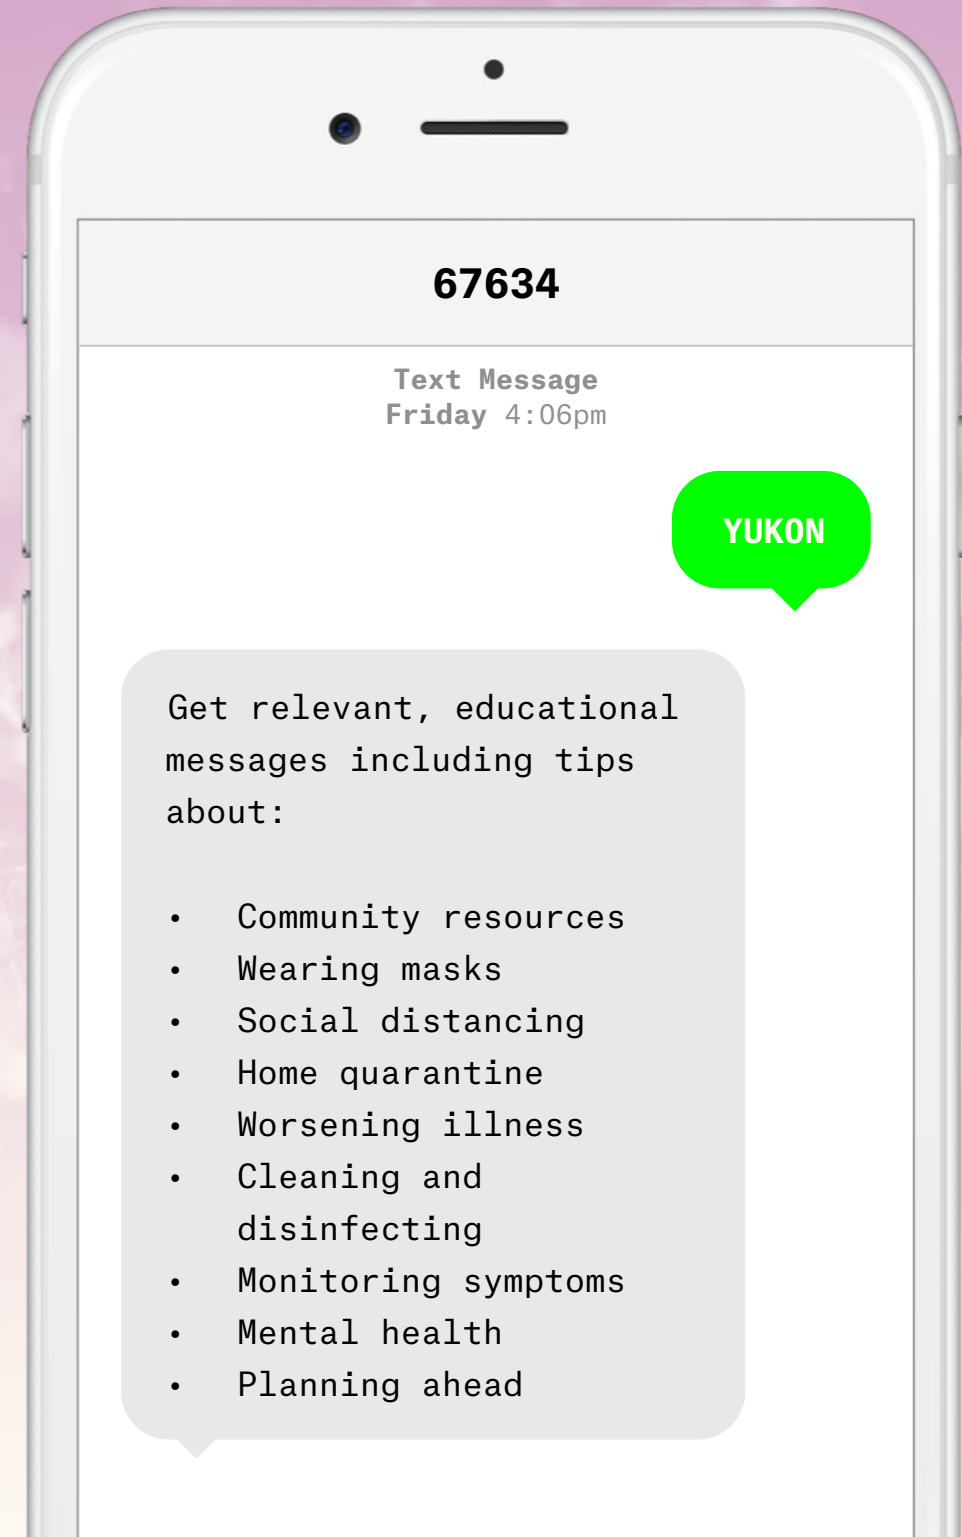 67634
Text Message
Friday 4:06pm
YUKON
Get relevant, educational
messages including tips
about:
• Community resources
• Wearing masks
• Social distancing
• Home quarantine
• Worsening illness
• Cleaning and
disinfecting
• Monitoring symptoms
• Mental health
• Planning ahead